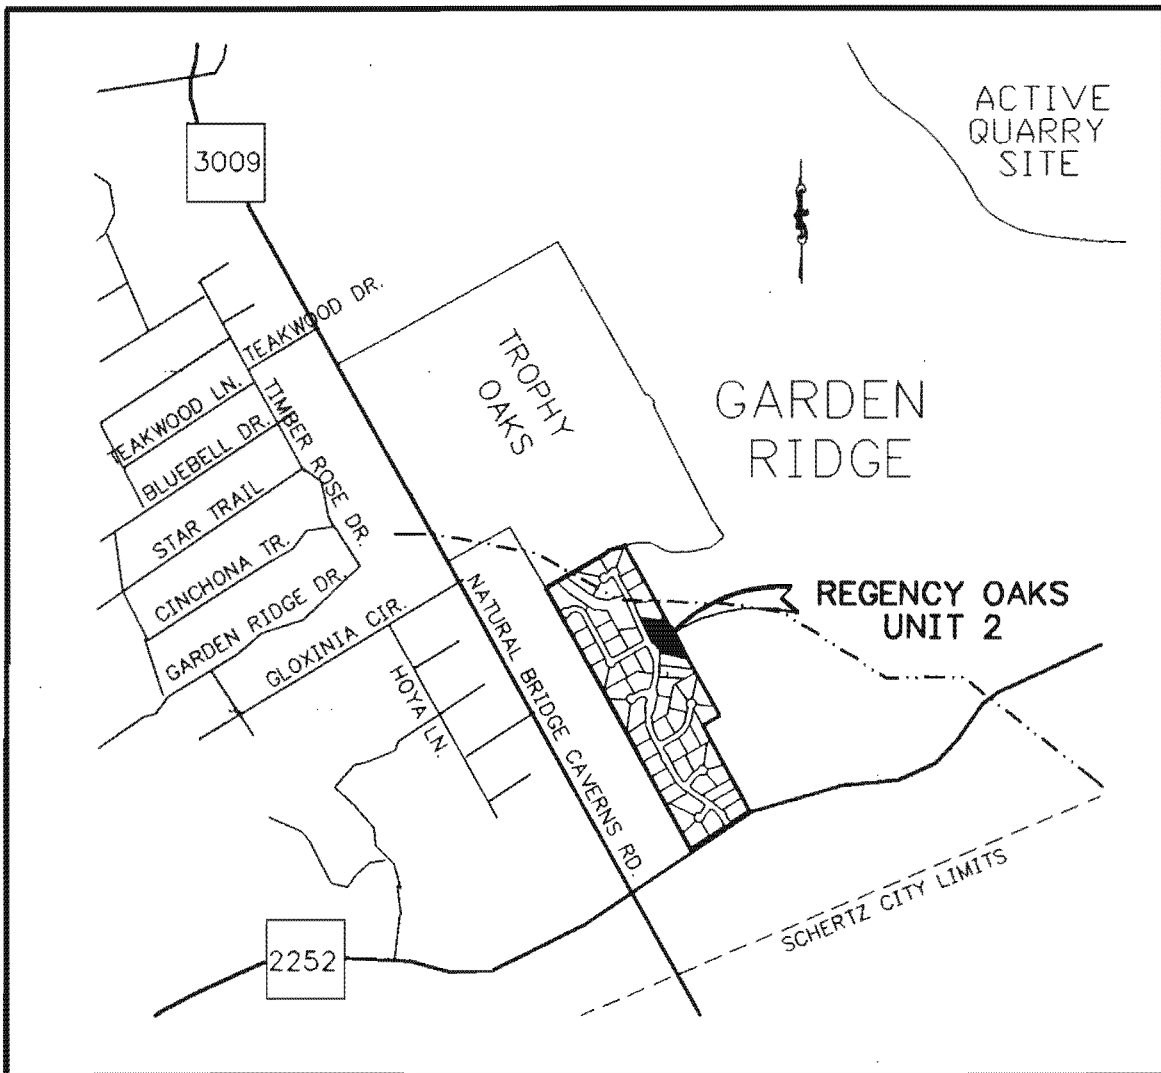 ACTIVE
QUARRY
SITE
3009
TEAKWOOD DR.
TROPHY
OAKS
GARDEN
RIDGE
TEAKWOOD LN.
BLUEBELL DR.
TIMBER ROSE DR.
STAR TRAIL
CINCHONA TR.
GARDEN RIDGE DR.
GLOXINIA CIR.
HOYA LN.
NATURAL BRIDGE CAVERNS RD.
REGENCY OAKS
UNIT 2
SCHERTZ CITY LIMITS
2252